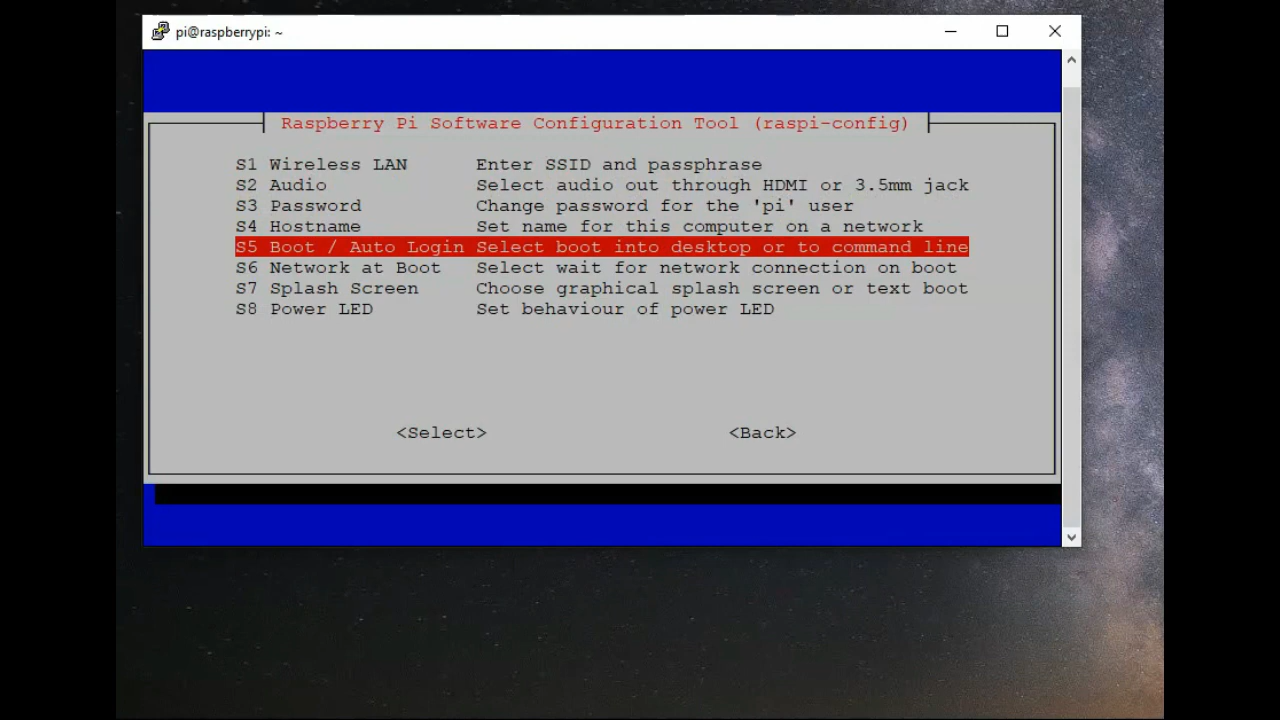 pi@raspberrypi: ~
Raspberry Pi Software Configuration Tool (raspi-config)
S1 Wireless LAN Enter SSID and passphrase
S2 Audio Select audio out through HDMI or 3.5mm jack
S3 Password Change password for the 'pi' user
S4 Hostname Set name for this computer on a network
S5 Boot / Auto Login Select boot into desktop or to command line
S6 Network at Boot Select wait for network connection on boot
S7 Splash Screen Choose graphical splash screen or text boot
S8 Power LED Set behaviour of power LED
<Select> <Back>